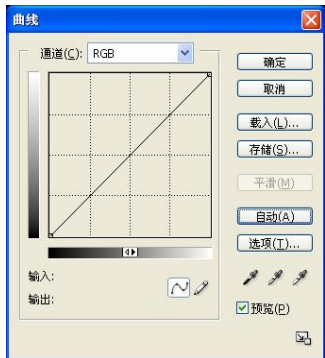 曲线
通道(C): RGB
确定
取消
载入(L)...
存储(S)...
平滑(M)
自动(A)
选项(T)...
输入:
输出:
预览(P)